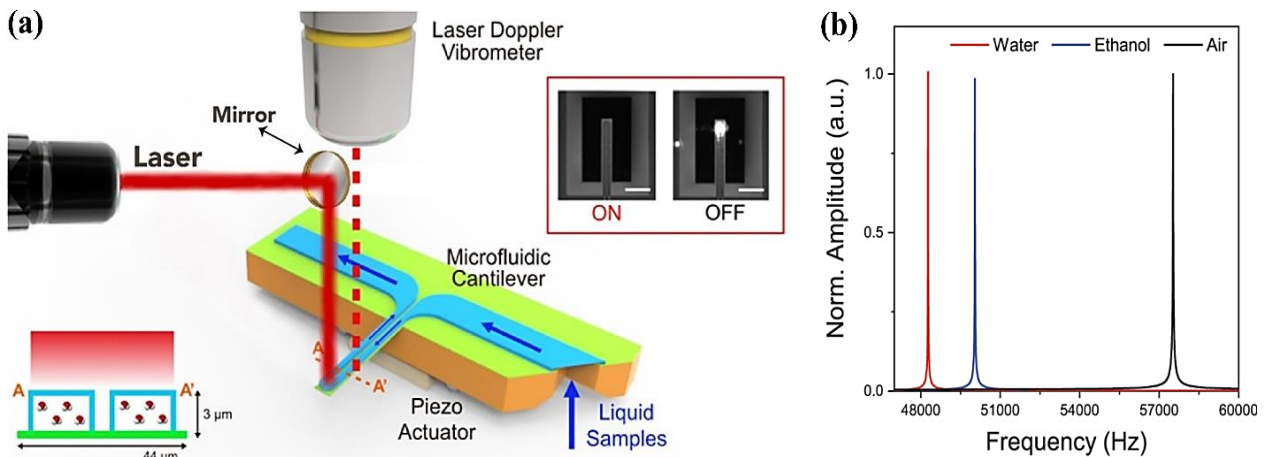 (a)
Laser Doppler
Vibrometer
Mirror
Laser
ON
OFF
Microfluidic
Cantilever
A
A'
A
A'
3 µm
44 µm
Piezo
Actuator
Liquid
Samples
(b)
Water
Ethanol
Air
Norm. Amplitude (a.u.)
1.0
0.5
0.0
48000
51000
54000
57000
60000
Frequency (Hz)